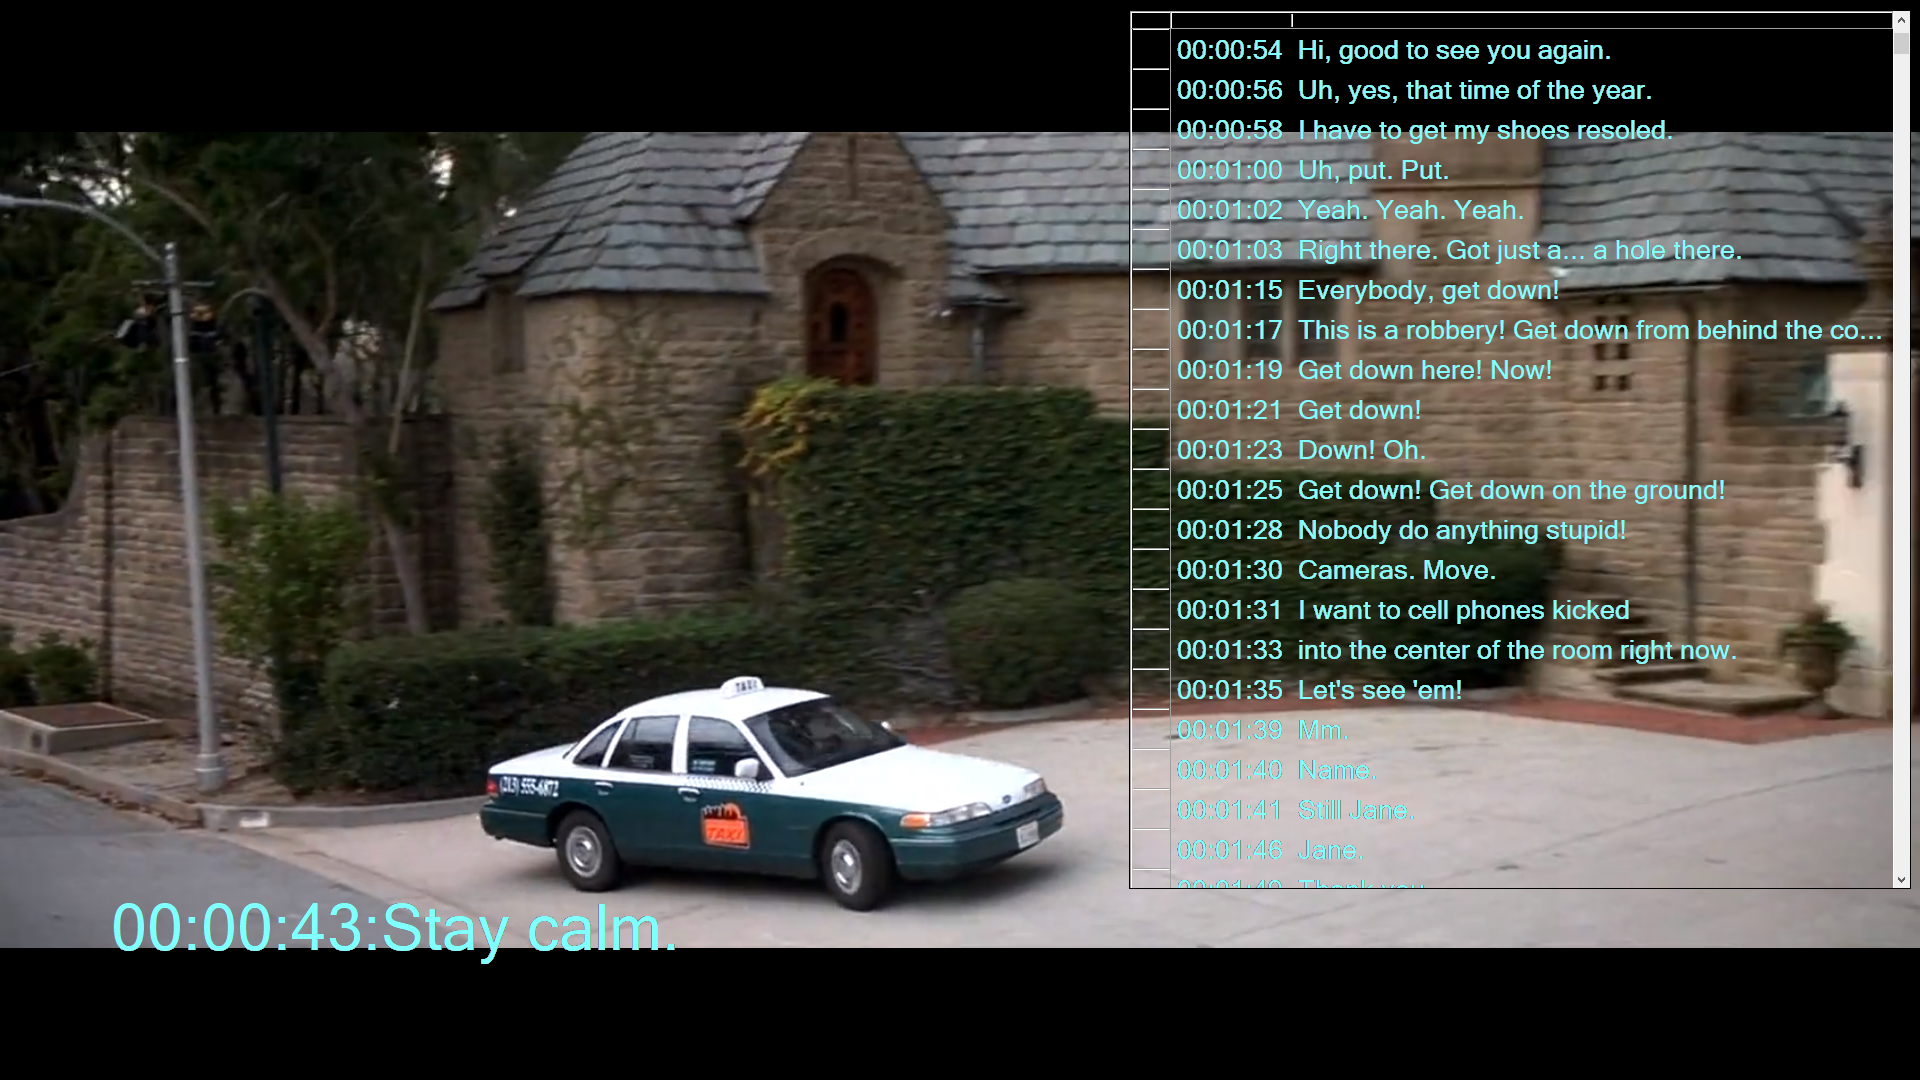 00:00:54 Hi, good to see you again.
00:00:56 Uh, yes, that time of the year.
00:00:58 I have to get my shoes resoled.
00:01:00 Uh, put. Put.
00:01:02 Yeah. Yeah. Yeah.
00:01:03 Right there. Got just a... a hole there.
00:01:15 Everybody, get down!
00:01:17 This is a robbery! Get down from behind the co...
00:01:19 Get down here! Now!
00:01:21 Get down!
00:01:23 Down! Oh.
00:01:25 Get down! Get down on the ground!
00:01:28 Nobody do anything stupid!
00:01:30 Cameras. Move.
00:01:31 I want to cell phones kicked
00:01:33 into the center of the room right now.
00:01:35 Let's see 'em!
00:01:39 Mm.
00:01:40 Name.
00:01:41 Still Jane.
00:01:46 Jane.
00:01:49 Thank you
TAXI
(213) 555-6872
TAXI
00:00:43:Stay calm.